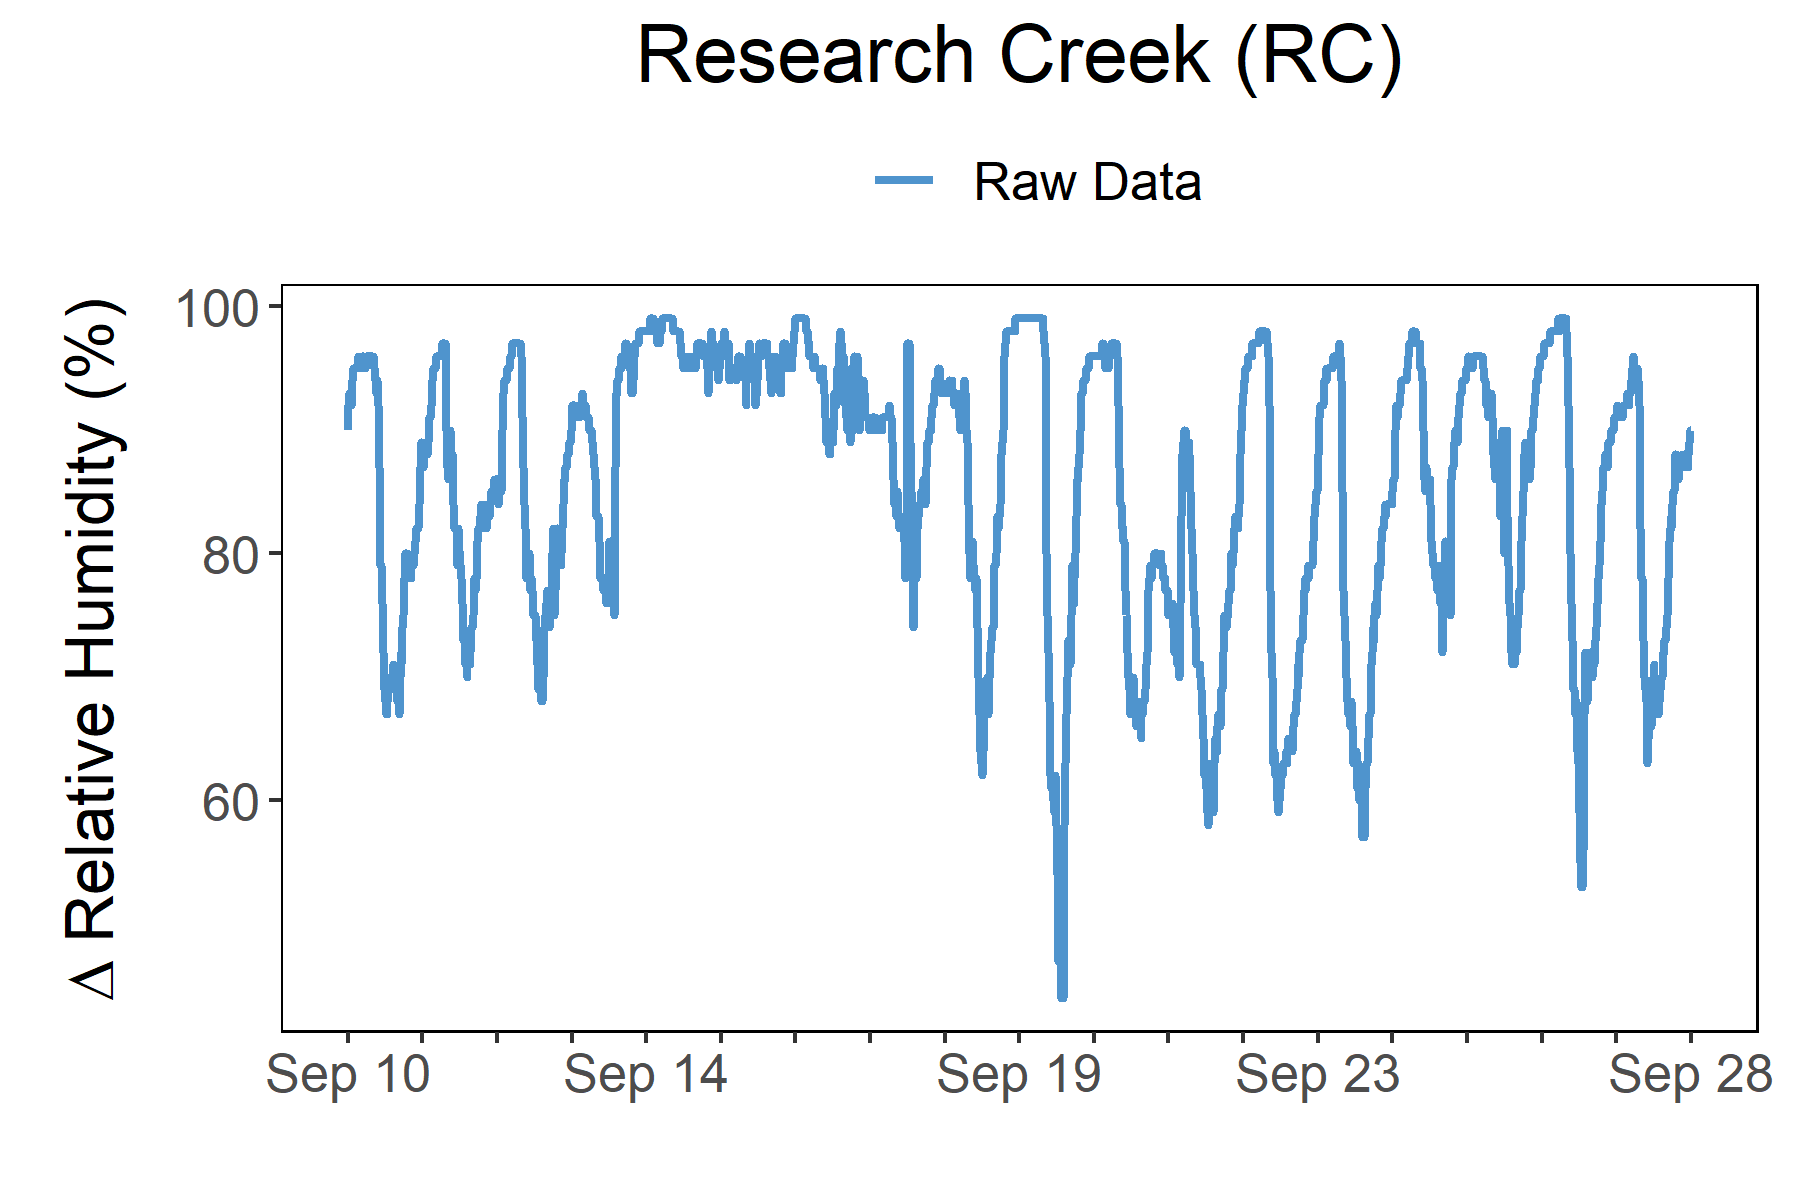 Research Creek (RC)
Raw Data
Δ Relative Humidity (%)
100
80
60
Sep 10 Sep 14 Sep 19 Sep 23 Sep 28